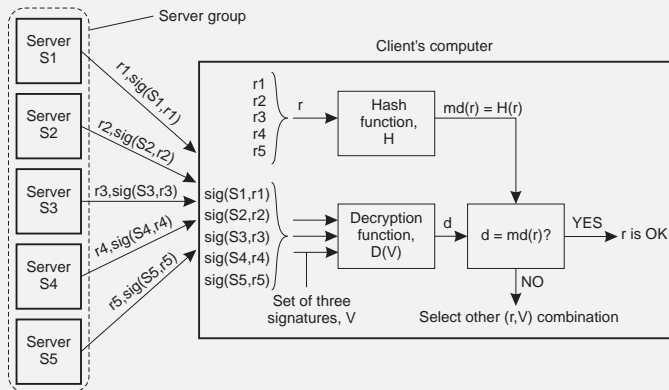 Server group
Server
S1
Server
S2
Server
S3
Server
S4
Server
S5
r1,sig(S1,r1)
r2,sig(S2,r2)
r3,sig(S3,r3)
r4,sig(S4,r4)
r5,sig(S5,r5)
Client's computer
r1
r2
r3
r4
r5
r
Hash
function,
H
md(r) = H(r)
sig(S1,r1)
sig(S2,r2)
sig(S3,r3)
sig(S4,r4)
sig(S5,r5)
Set of three
signatures, V
Decryption
function,
D(V)
d
d = md(r)?
YES
r is OK
NO
Select other (r,V) combination